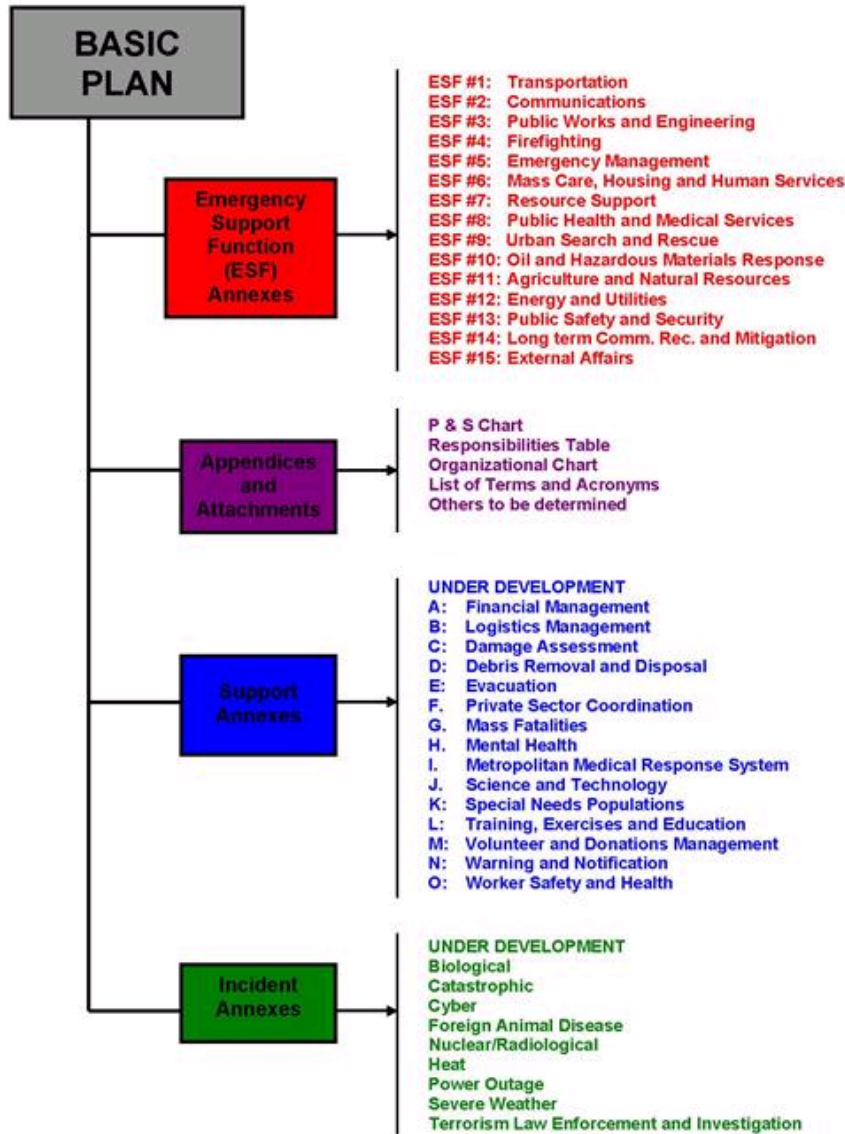 BASIC
PLAN
Emergency
Support
Function
(ESF)
Annexes
ESF #1: Transportation
ESF #2: Communications
ESF #3: Public Works and Engineering
ESF #4: Firefighting
ESF #5: Emergency Management
ESF #6: Mass Care, Housing and Human Services
ESF #7: Resource Support
ESF #8: Public Health and Medical Services
ESF #9: Urban Search and Rescue
ESF #10: Oil and Hazardous Materials Response
ESF #11: Agriculture and Natural Resources
ESF #12: Energy and Utilities
ESF #13: Public Safety and Security
ESF #14: Long term Comm. Rec. and Mitigation
ESF #15: External Affairs
Appendices
and
Attachments
P & S Chart
Responsibilities Table
Organizational Chart
List of Terms and Acronyms
Others to be determined
Support
Annexes
UNDER DEVELOPMENT
A: Financial Management
B: Logistics Management
C: Damage Assessment
D: Debris Removal and Disposal
E: Evacuation
F. Private Sector Coordination
G. Mass Fatalities
H. Mental Health
I. Metropolitan Medical Response System
J. Science and Technology
K: Special Needs Populations
L: Training, Exercises and Education
M: Volunteer and Donations Management
N: Warning and Notification
O: Worker Safety and Health
Incident
Annexes
UNDER DEVELOPMENT
Biological
Catastrophic
Cyber
Foreign Animal Disease
Nuclear/Radiological
Heat
Power Outage
Severe Weather
Terrorism Law Enforcement and Investigation